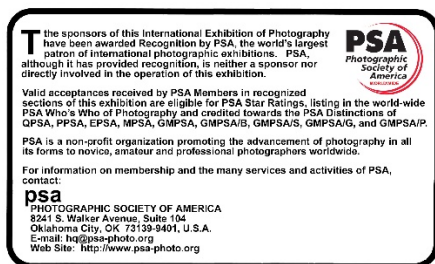 The sponsors of this International Exhibition of Photography
have been awarded Recognition by PSA, the world's largest
patron of international photographic exhibitions. PSA,
although it has provided recognition, is neither a sponsor nor
directly involved in the operation of this exhibition.
PSA
Photographic
Society of
America
WORLDWIDE
Valid acceptances received by PSA Members in recognized
sections of this exhibition are eligible for PSA Star Ratings, listing in the world-wide
PSA Who's Who of Photography and credited towards the PSA Distinctions of
QPSA, PPSA, EPSA, MPSA, GMPSA, GMPSA/B, GMPSA/S, GMPSA/G, and GMPSA/P.
PSA is a non-profit organization promoting the advancement of photography in all
its forms to novice, amateur and professional photographers worldwide.
For information on membership and the many services and activities of PSA,
contact:
psa
PHOTOGRAPHIC SOCIETY OF AMERICA
8241 S. Walker Avenue, Suite 104
Oklahoma City, OK 73139-9401, U.S.A.
E-mail: hq@psa-photo.org
Web Site: http://www.psa-photo.org